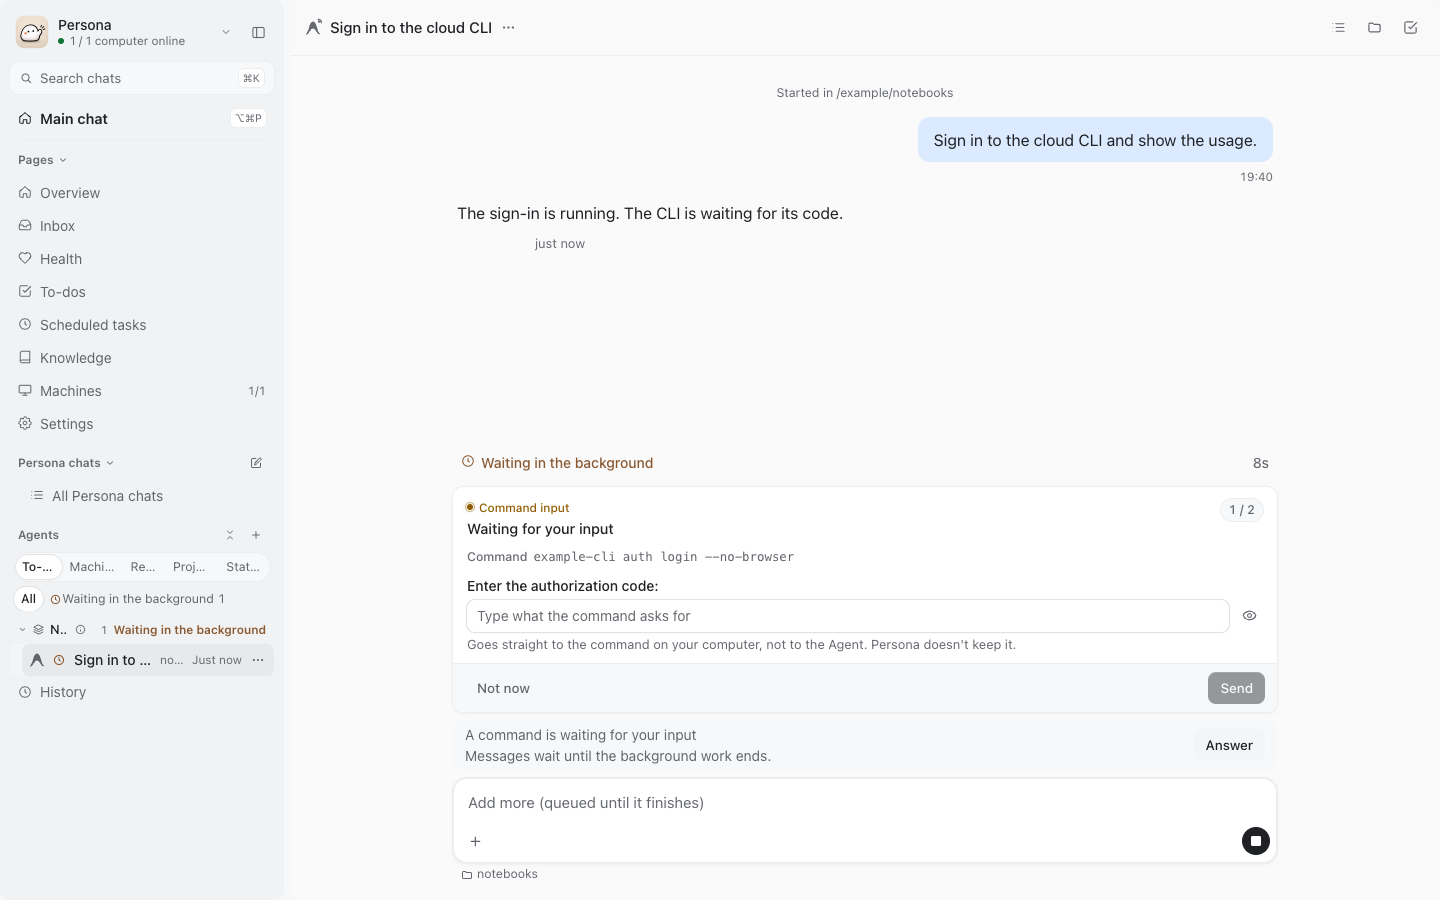 Persona
1 / 1 computer online
Search chats
⌘K
Main chat
⌥⌘P
Pages
Overview
Inbox
Health
To-dos
Scheduled tasks
Knowledge
Machines
1/1
Settings
Persona chats
All Persona chats
Agents
To-...
Machi...
Re...
Proj...
Stat...
All
Waiting in the background 1
N..
1
Waiting in the background
Sign in to ...
no...
Just now
History
Sign in to the cloud CLI
Started in /example/notebooks
Sign in to the cloud CLI and show the usage.
19:40
The sign-in is running. The CLI is waiting for its code.
just now
Waiting in the background
8s
Command input
1 / 2
Waiting for your input
Command example-cli auth login --no-browser
Enter the authorization code:
Type what the command asks for
Goes straight to the command on your computer, not to the Agent. Persona doesn't keep it.
Not now
Send
A command is waiting for your input
Messages wait until the background work ends.
Answer
Add more (queued until it finishes)
notebooks